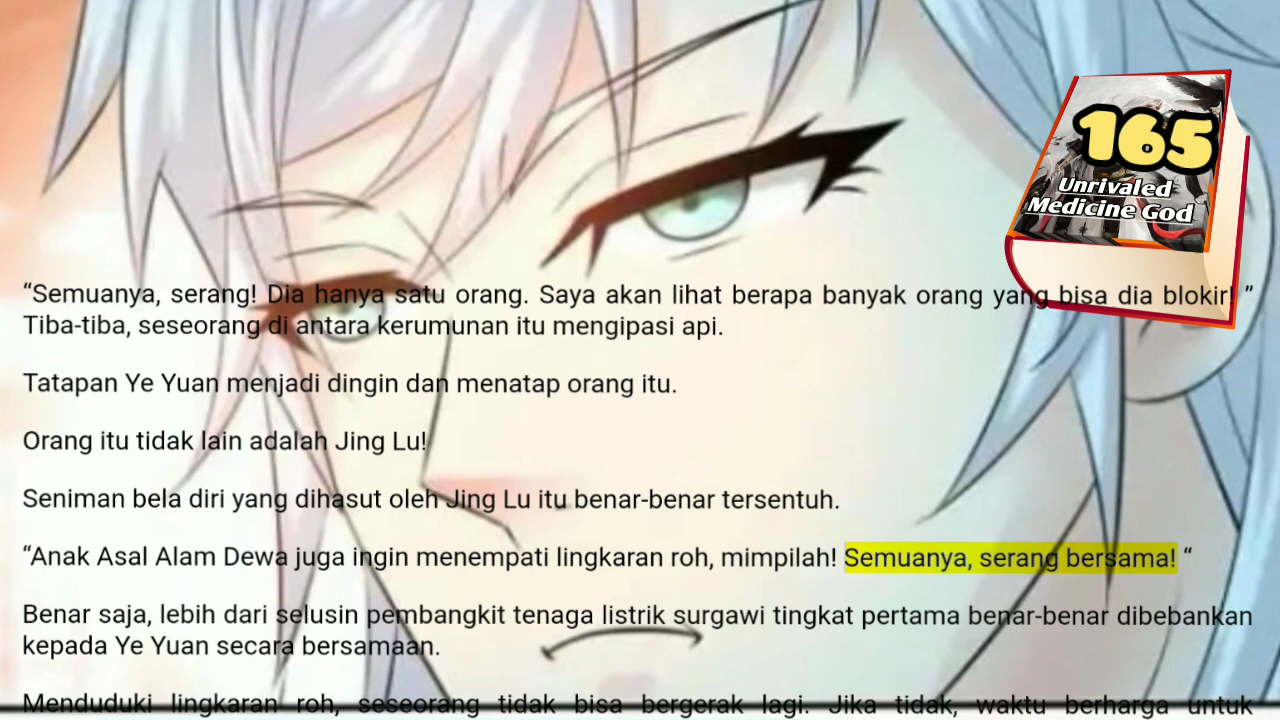 165
Unrivaled
Medicine God
“Semuanya, serang! Dia hanya satu orang. Saya akan lihat berapa banyak orang yang bisa dia blokir! ”
Tiba-tiba, seseorang di antara kerumunan itu mengipasi api.
Tatapan Ye Yuan menjadi dingin dan menatap orang itu.
Orang itu tidak lain adalah Jing Lu!
Seniman bela diri yang dihasut oleh Jing Lu itu benar-benar tersentuh.
“Anak Asal Alam Dewa juga ingin menempati lingkaran roh, mimpilah! Semuanya, serang bersama! “
Benar saja, lebih dari selusin pembangkit tenaga listrik surgawi tingkat pertama benar-benar dibebankan
kepada Ye Yuan secara bersamaan.
Menduduki lingkaran roh, seseorang tidak bisa bergerak lagi. Jika tidak, waktu berharga untuk